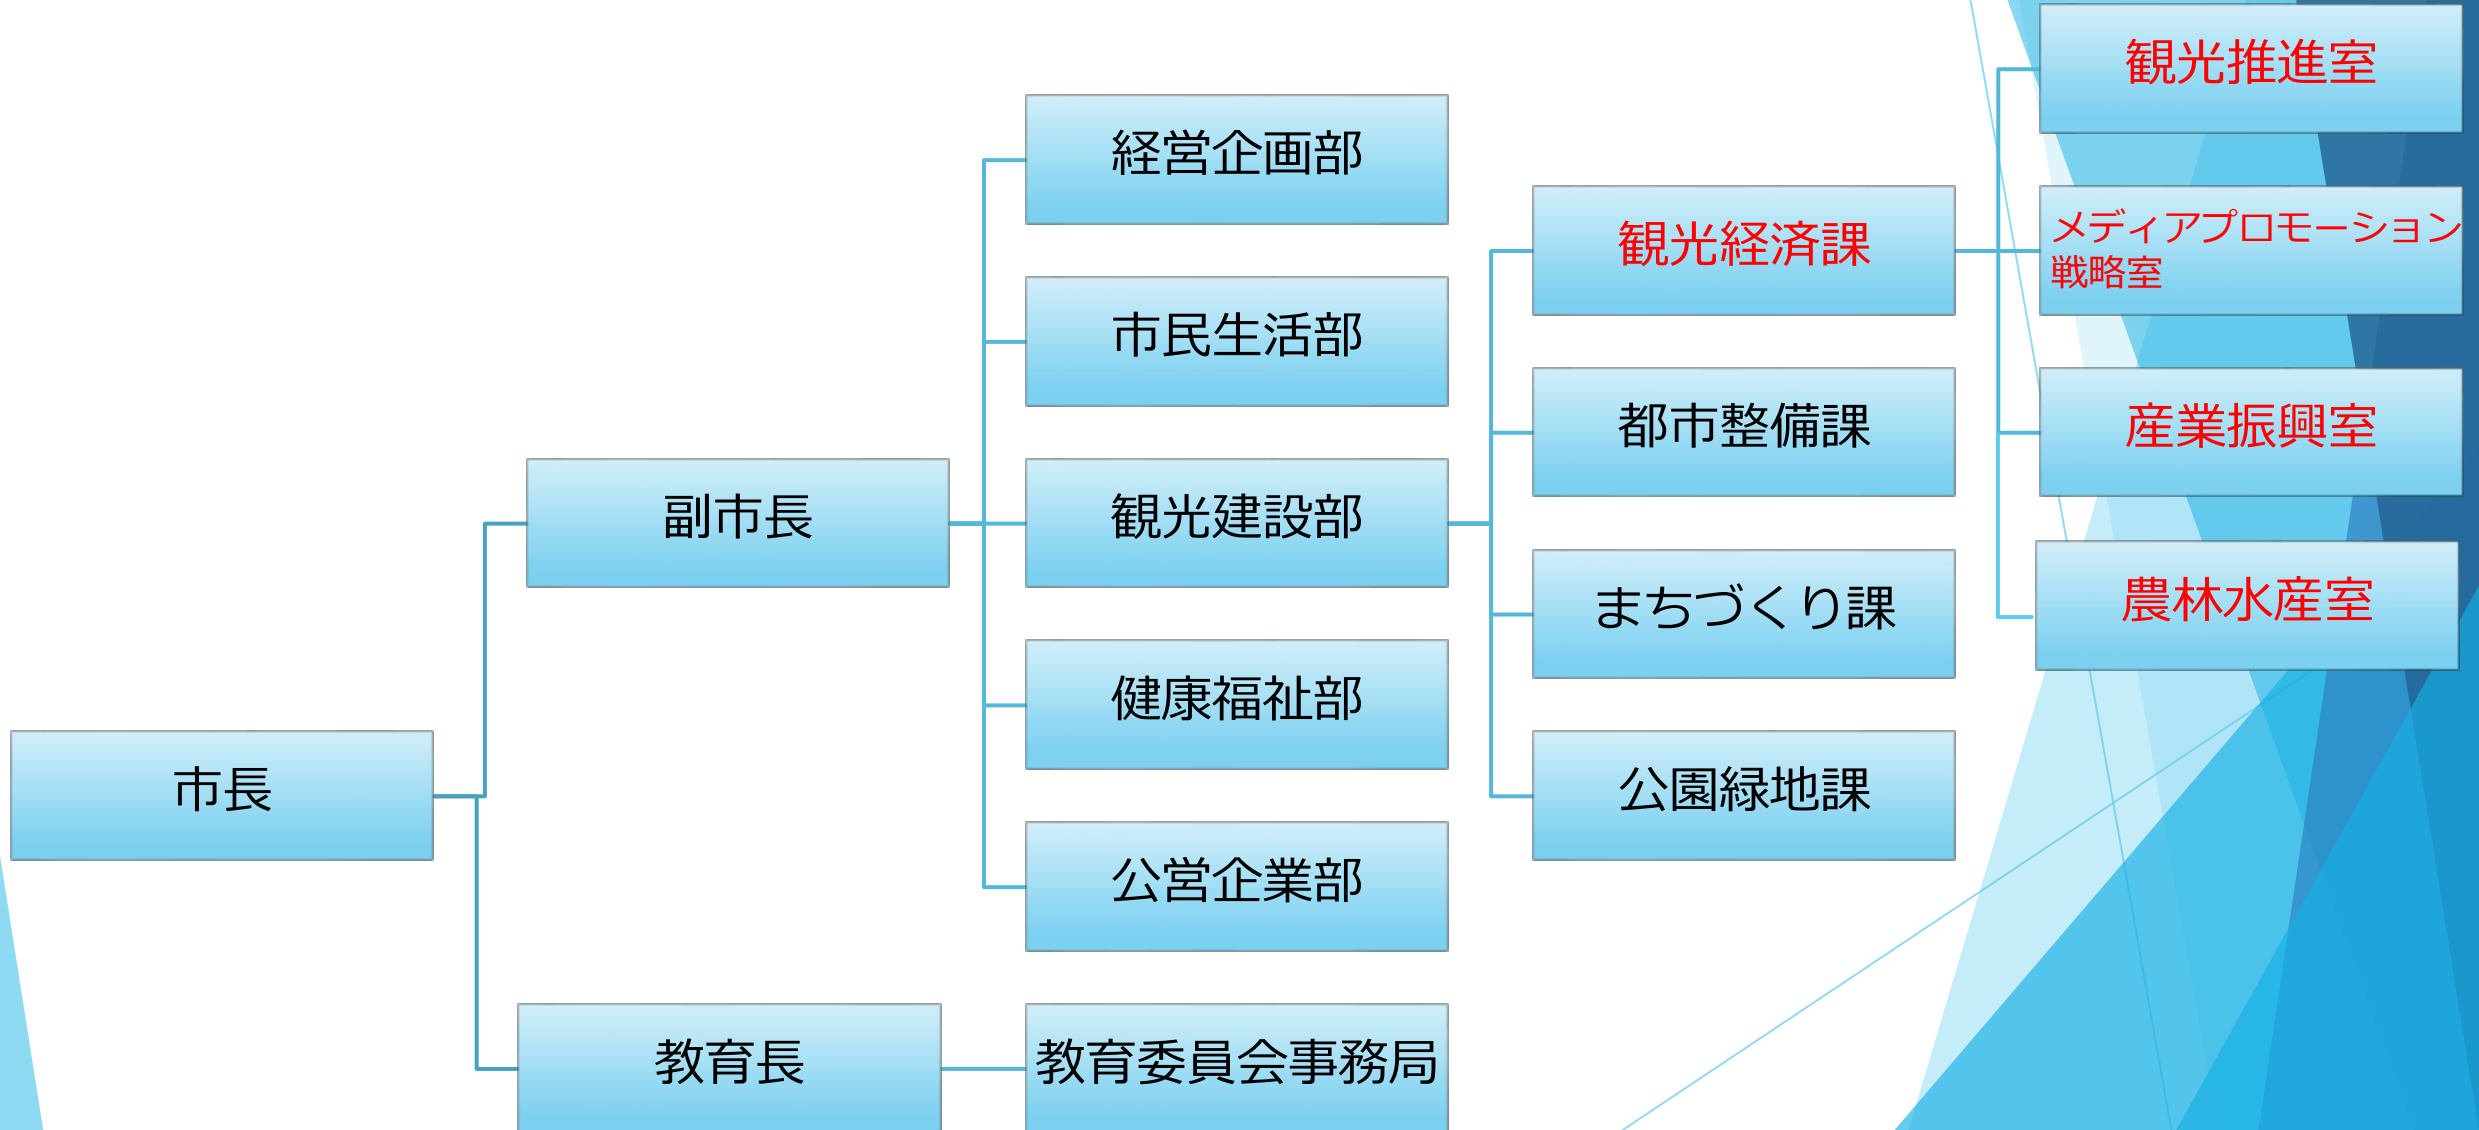 市長
副市長
教育長
経営企画部
市民生活部
観光建設部
健康福祉部
公営企業部
教育委員会事務局
観光経済課
都市整備課
まちづくり課
公園緑地課
観光推進室
メディアプロモーション
戦略室
産業振興室
農林水産室